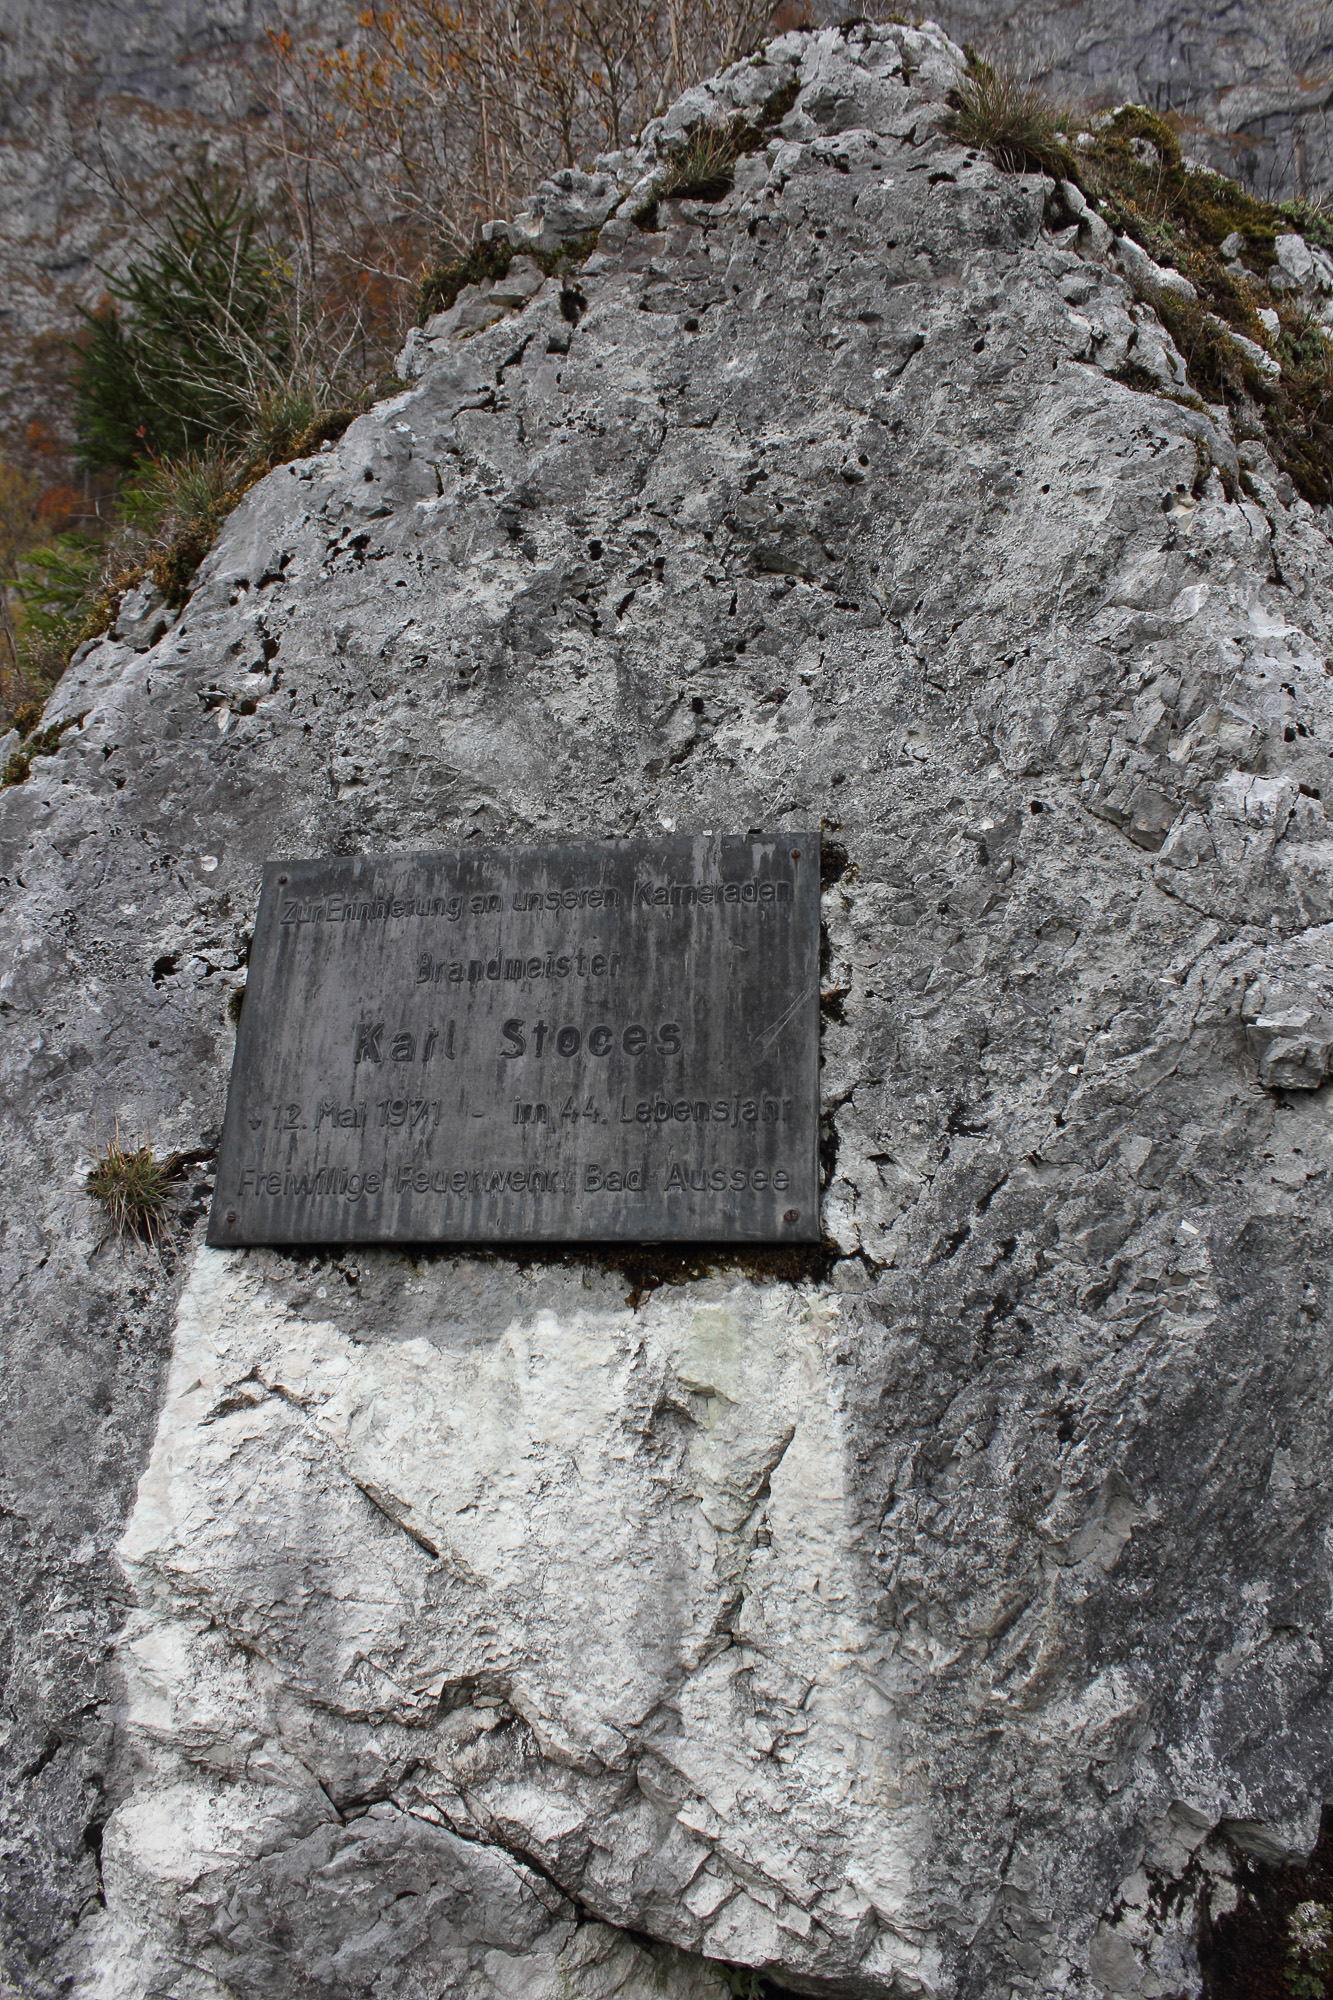 Zur Erinnerung an unseren Kameraden
Brandmeister
Karl Stoces
v 12. Mai 1971 - im 44. Lebensjahr
Freiwillige Feuerwehr Bad Aussee